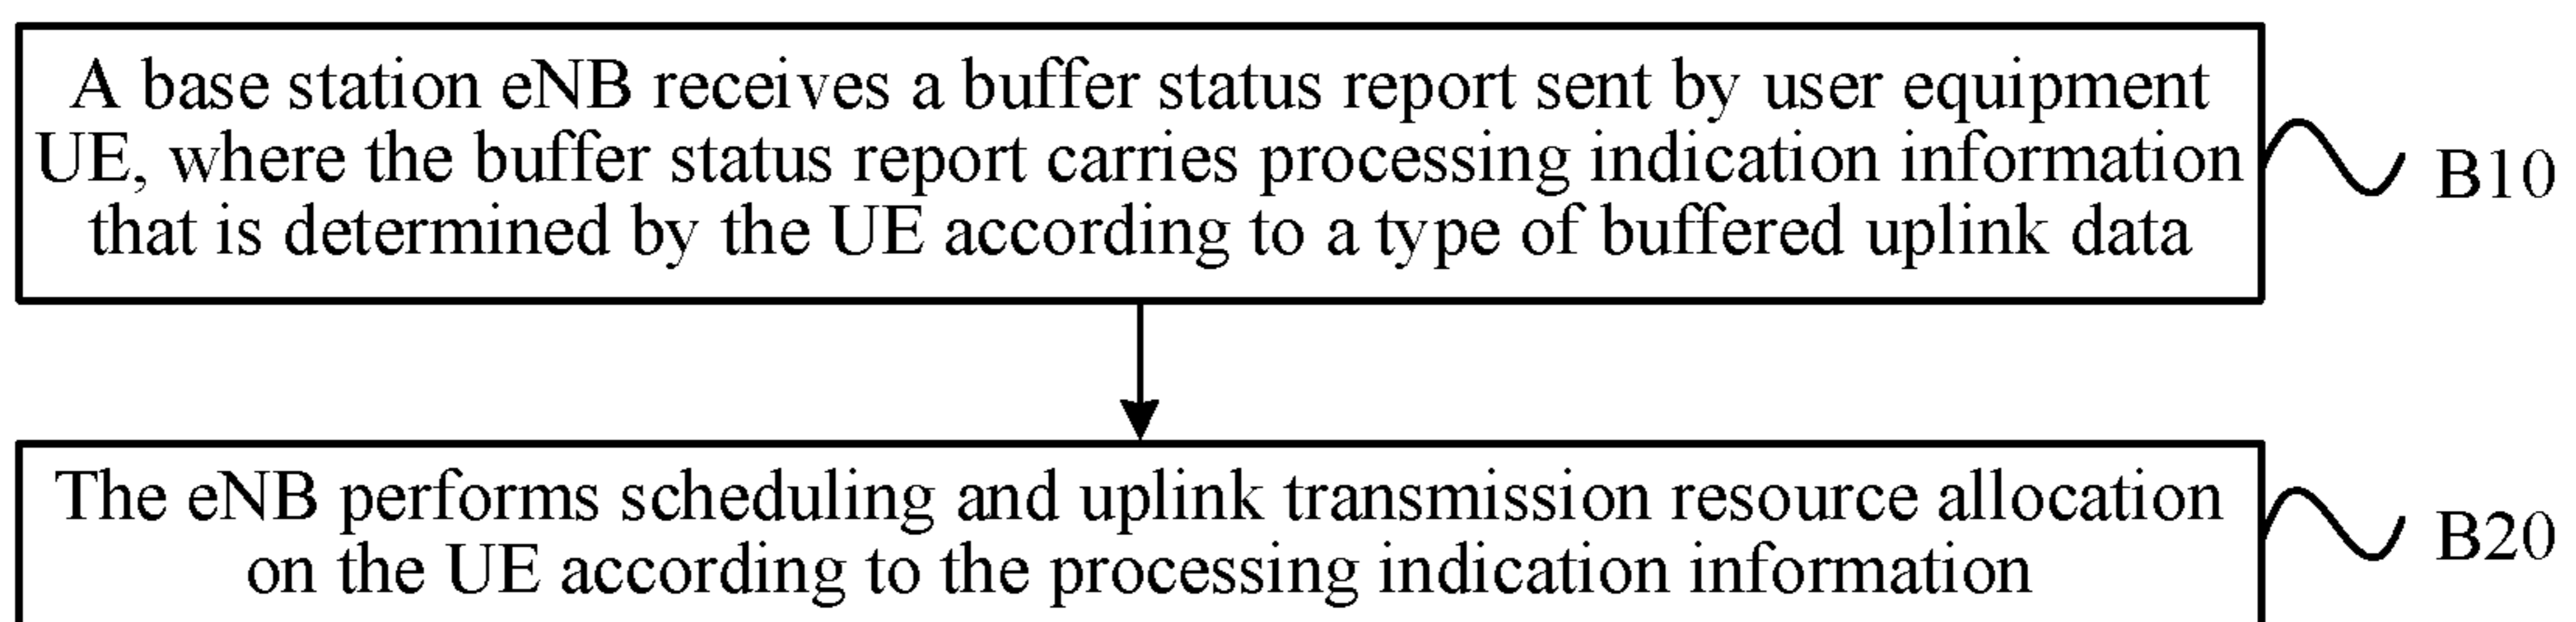 A base station eNB receives a buffer status report sent by user equipment
UE, where the buffer status report carries processing indication information
that is determined by the UE according to a type of buffered uplink data
B10
The eNB performs scheduling and uplink transmission resource allocation
on the UE according to the processing indication information
B20